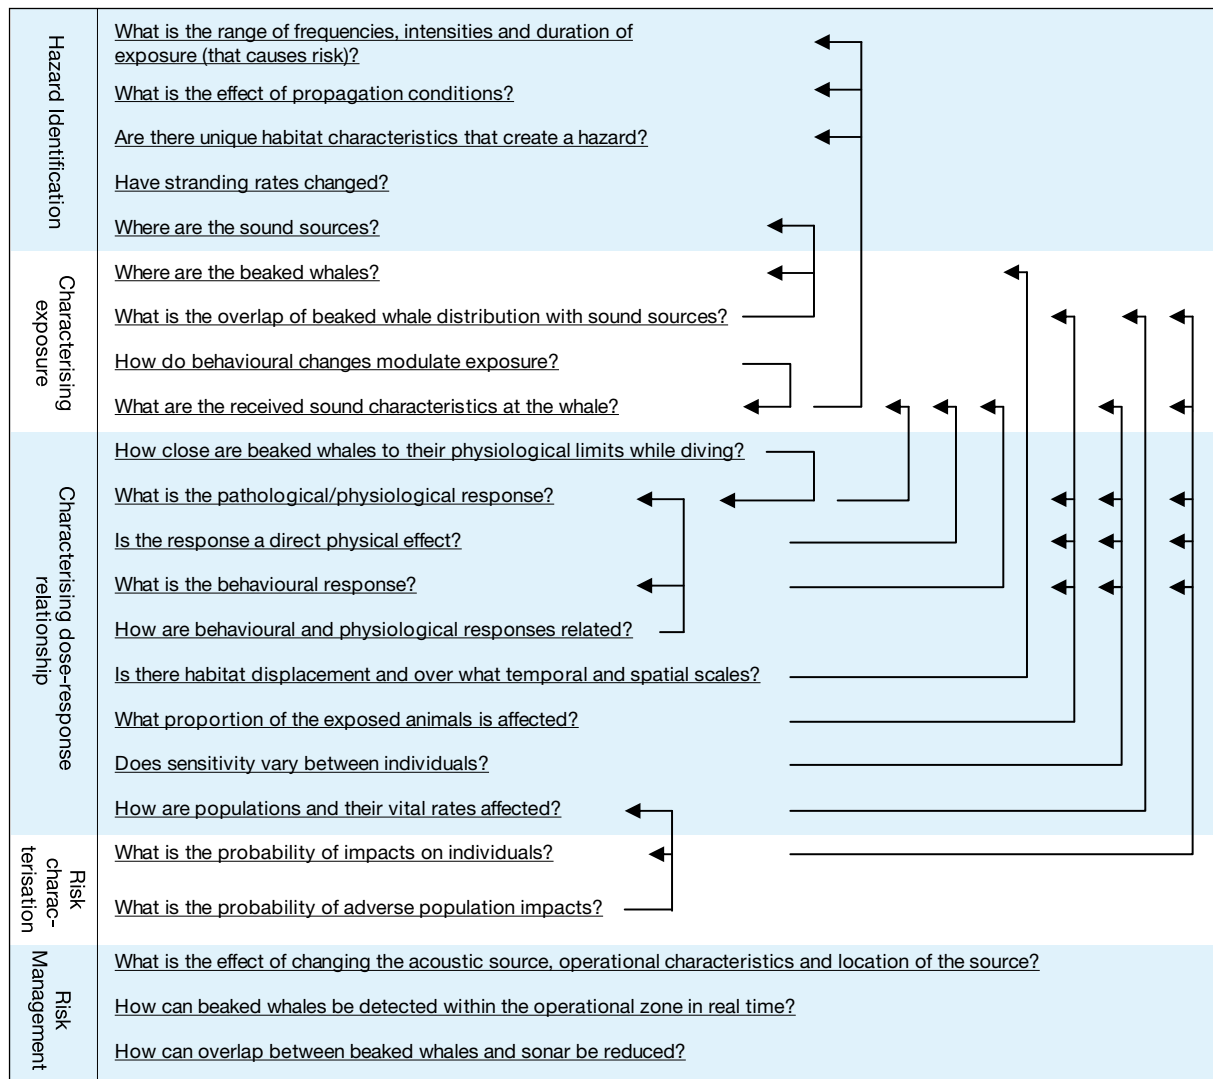 Hazard Identification
What is the range of frequencies, intensities and duration of
exposure (that causes risk)?
What is the effect of propagation conditions?
Are there unique habitat characteristics that create a hazard?
Have stranding rates changed?
Where are the sound sources?
Characterising
exposure
Where are the beaked whales?
What is the overlap of beaked whale distribution with sound sources?
How do behavioural changes modulate exposure?
What are the received sound characteristics at the whale?
Characterising dose-response
relationship
How close are beaked whales to their physiological limits while diving?
What is the pathological/physiological response?
Is the response a direct physical effect?
What is the behavioural response?
How are behavioural and physiological responses related?
Is there habitat displacement and over what temporal and spatial scales?
What proportion of the exposed animals is affected?
Does sensitivity vary between individuals?
How are populations and their vital rates affected?
Risk
charac-
terisation
What is the probability of impacts on individuals?
What is the probability of adverse population impacts?
Risk
Management
What is the effect of changing the acoustic source, operational characteristics and location of the source?
How can beaked whales be detected within the operational zone in real time?
How can overlap between beaked whales and sonar be reduced?